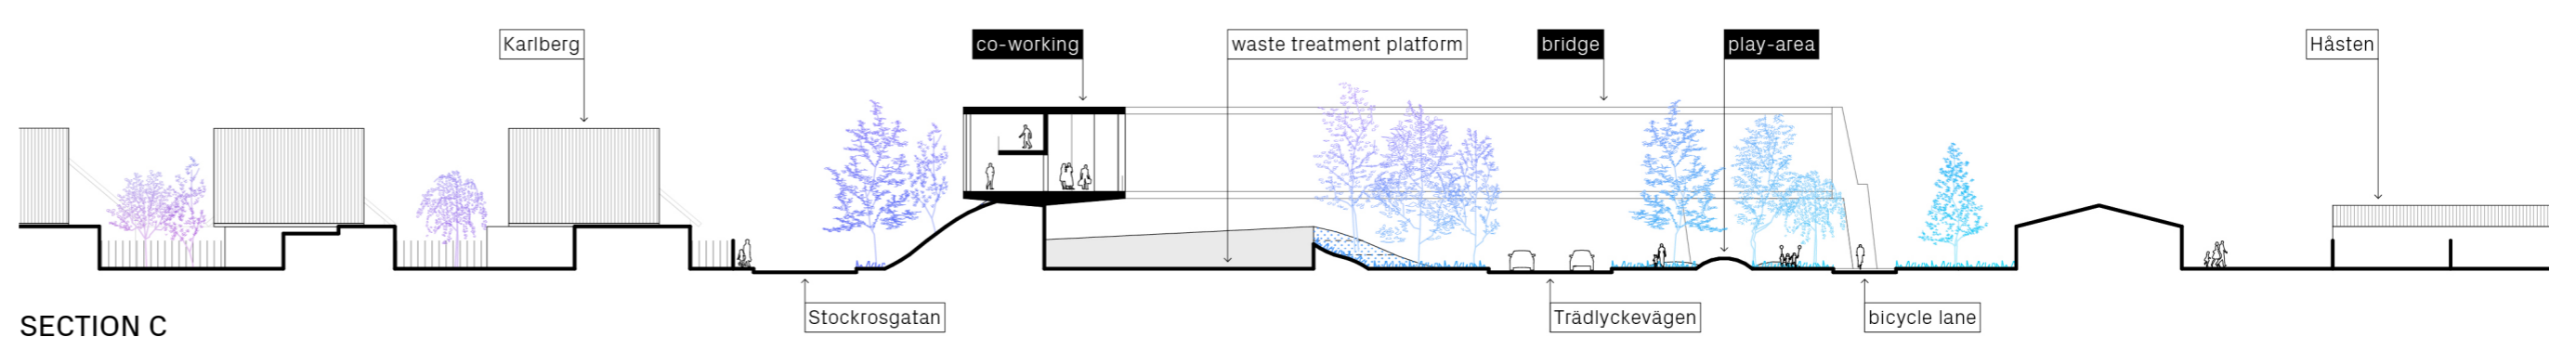 Karlberg
co-working
waste treatment platform
bridge
play-area
Håsten
Stockrosgatan
Trädlyckevägen
bicycle lane
SECTION C